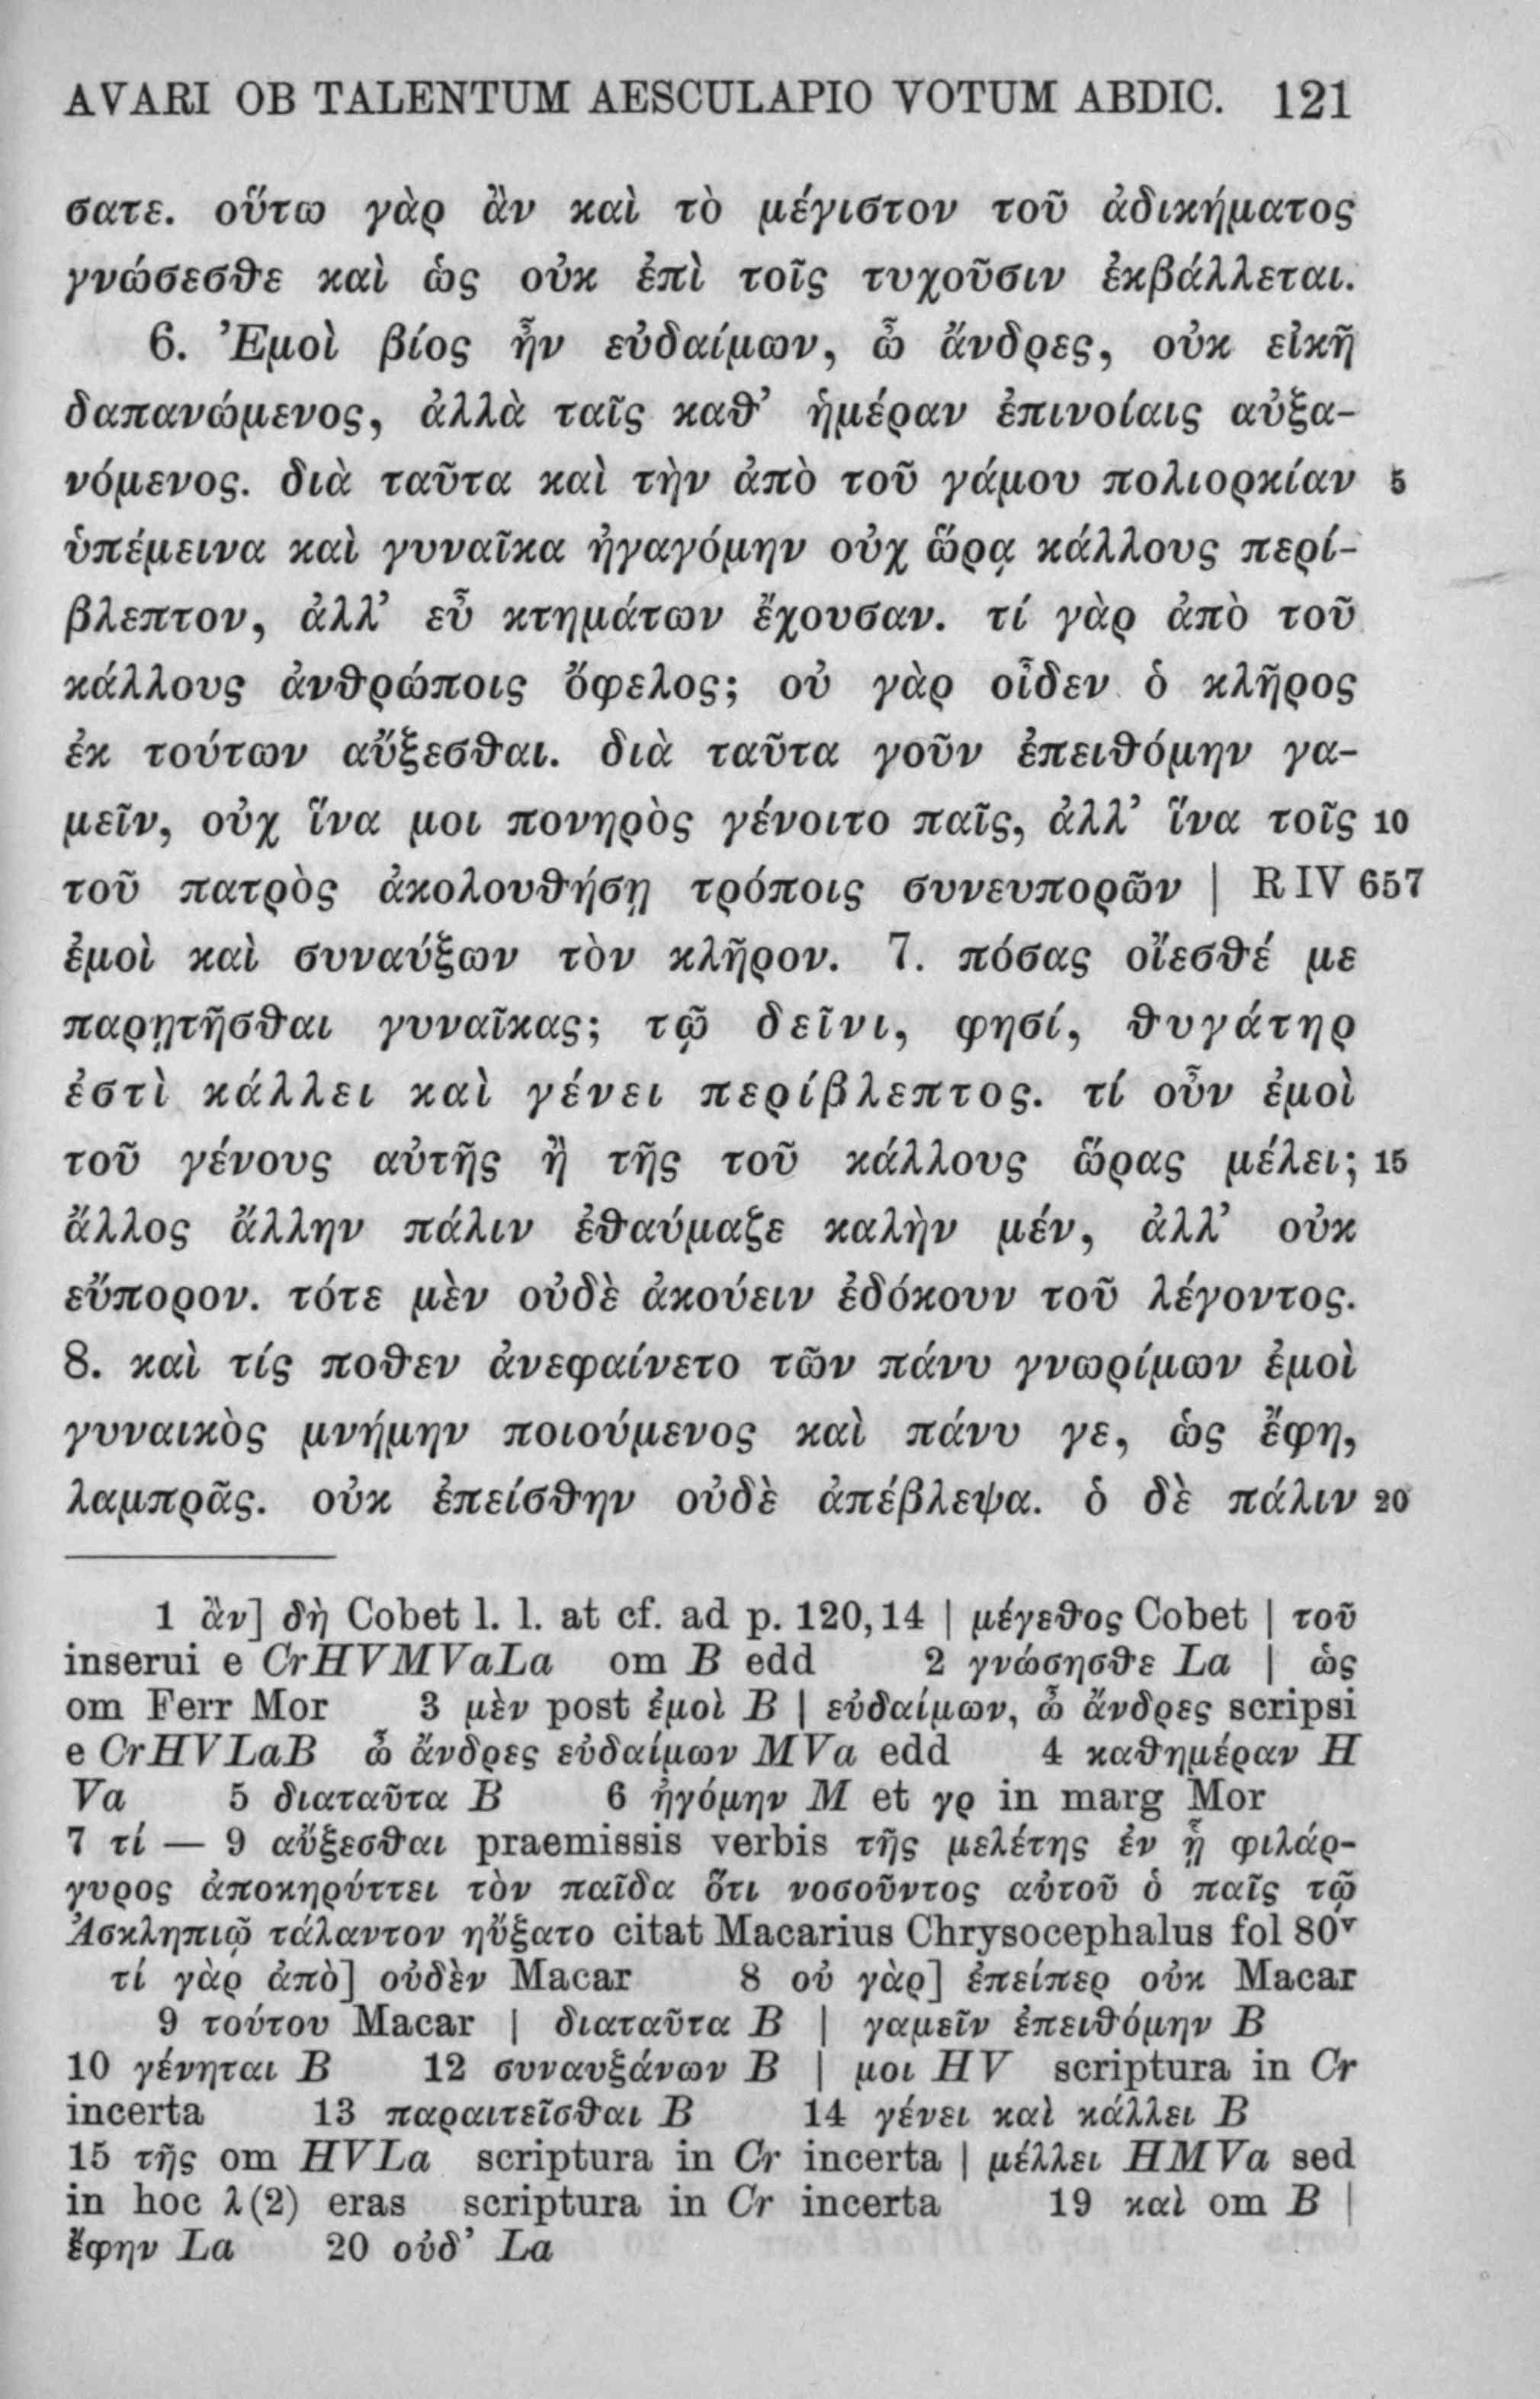 AVARI OB TALENTUM AESCULAPIO VOTUM ABDIC. 121
σατε. οὕτω γὰρ ἂν καὶ τὸ μέγιστον τοῦ ἀδικήματος
γνώσεσθε καὶ ὡς οὐκ ἐπὶ τοῖς τυχοῦσιν ἐκβάλλεται.
6. Ἐμοὶ βίος ἦν εὐδαίμων, ὦ ἄνδρες, οὐκ εἰκῆ
δαπανώμενος, ἀλλὰ ταῖς καθ’ ἡμέραν ἐπινοίαις αὐξα-
νόμενος. διὰ ταῦτα καὶ τὴν ἀπὸ τοῦ γάμου πολιορκίαν 5
ὑπέμεινα καὶ γυναῖκα ἠγαγόμην οὐχ ὥρᾳ κάλλους περί-
βλεπτον, ἀλλ’ εὖ κτημάτων ἔχουσαν. τί γὰρ ἀπὸ τοῦ
κάλλους ἀνθρώποις ὄφελος; οὐ γὰρ οἶδεν ὁ κλῆρος
ἐκ τούτων αὔξεσθαι. διὰ ταῦτα γοῦν ἐπειθόμην γα-
μεῖν, οὐχ ἵνα μοι πονηρὸς γένοιτο παῖς, ἀλλ’ ἵνα τοῖς 10
τοῦ πατρὸς ἀκολουθήσῃ τρόποις συνευπορῶν | R IV 657
ἐμοὶ καὶ συναύξων τὸν κλῆρον. 7. πόσας οἴεσθέ με
παρῃτῆσθαι γυναῖκας; τῷ δεῖνι, φησί, θυγάτηρ
ἐστὶ κάλλει καὶ γένει περίβλεπτος. τί οὖν ἐμοὶ
τοῦ γένους αὐτῆς ἢ τῆς τοῦ κάλλους ὥρας μέλει; 15
ἄλλος ἄλλην πάλιν ἐθαύμαζε καλὴν μέν, ἀλλ’ οὐκ
εὔπορον. τότε μὲν οὐδὲ ἀκούειν ἐδόκουν τοῦ λέγοντος.
8. καὶ τίς ποθεν ἀνεφαίνετο τῶν πάνυ γνωρίμων ἐμοὶ
γυναικὸς μνήμην ποιούμενος καὶ πάνυ γε, ὡς ἔφη,
λαμπρᾶς. οὐκ ἐπείσθην οὐδὲ ἀπέβλεψα. ὁ δὲ πάλιν 20
1 ἂν] δὴ Cobet l. l. at cf. ad p. 120,14 | μέγεθος Cobet | τοῦ
inserui e CrHVMVaLa om B edd 2 γνώσησθε La | ὡς
om Ferr Mor 3 μὲν post ἐμοὶ B | εὐδαίμων, ὦ ἄνδρες scripsi
e CrHVLaB ὦ ἄνδρες εὐδαίμων MVa edd 4 καθημέραν H
Va 5 διαταῦτα B 6 ἠγόμην M et γρ in marg Mor
7 τί — 9 αὔξεσθαι praemissis verbis τῆς μελέτης ἐν ᾗ φιλάρ-
γυρος ἀποκηρύττει τὸν παῖδα ὅτι νοσοῦντος αὐτοῦ ὁ παῖς τῷ
Ἀσκληπιῷ τάλαντον ηὔξατο citat Macarius Chrysocephalus fol 80ᵛ
τί γὰρ ἀπὸ] οὐδὲν Macar 8 οὐ γὰρ] ἐπείπερ οὐκ Macar
9 τούτου Macar | διαταῦτα B | γαμεῖν ἐπειθόμην B
10 γένηται B 12 συναυξάνων B | μοι HV scriptura in Cr
incerta 13 παραιτεῖσθαι B 14 γένει καὶ κάλλει B
15 τῆς om HVLa scriptura in Cr incerta | μέλλει HMVa sed
in hoc λ(2) eras scriptura in Cr incerta 19 καὶ om B |
ἔφην La 20 οὐδ’ La